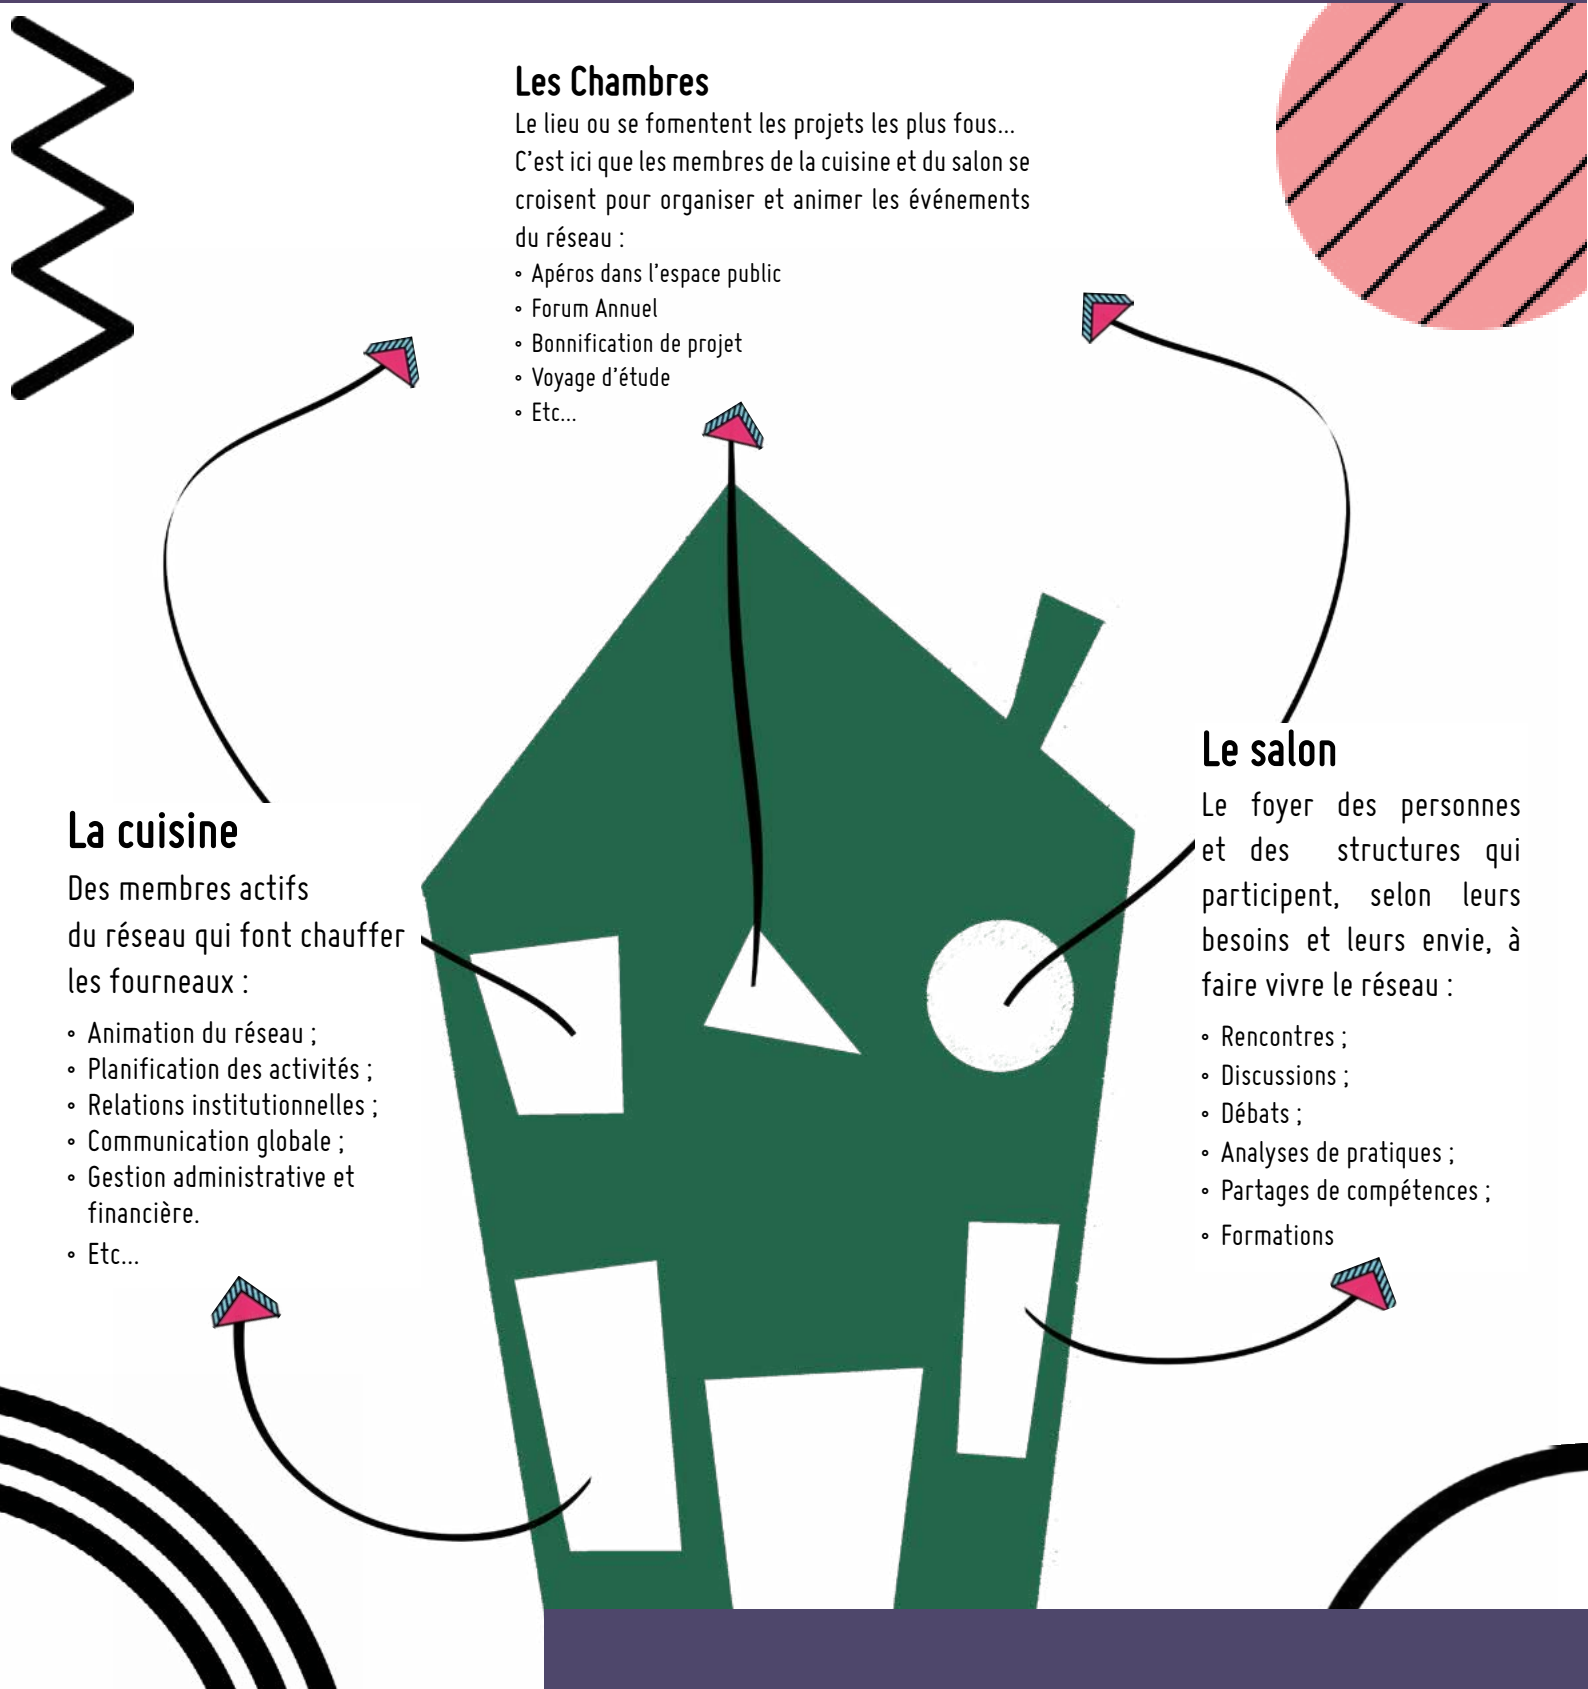 Les Chambres
Le lieu ou se fomentent les projets les plus fous...
C'est ici que les membres de la cuisine et du salon se
croisent pour organiser et animer les événements
du réseau :
◦ Apéros dans l'espace public
◦ Forum Annuel
◦ Bonnification de projet
◦ Voyage d'étude
◦ Etc...
La cuisine
Des membres actifs
du réseau qui font chauffer
les fourneaux :
◦ Animation du réseau ;
◦ Planification des activités ;
◦ Relations institutionnelles ;
◦ Communication globale ;
◦ Gestion administrative et
financière.
◦ Etc...
Le salon
Le foyer des personnes
et des structures qui
participent, selon leurs
besoins et leurs envie, à
faire vivre le réseau :
◦ Rencontres ;
◦ Discussions ;
◦ Débats ;
◦ Analyses de pratiques ;
◦ Partages de compétences ;
◦ Formations